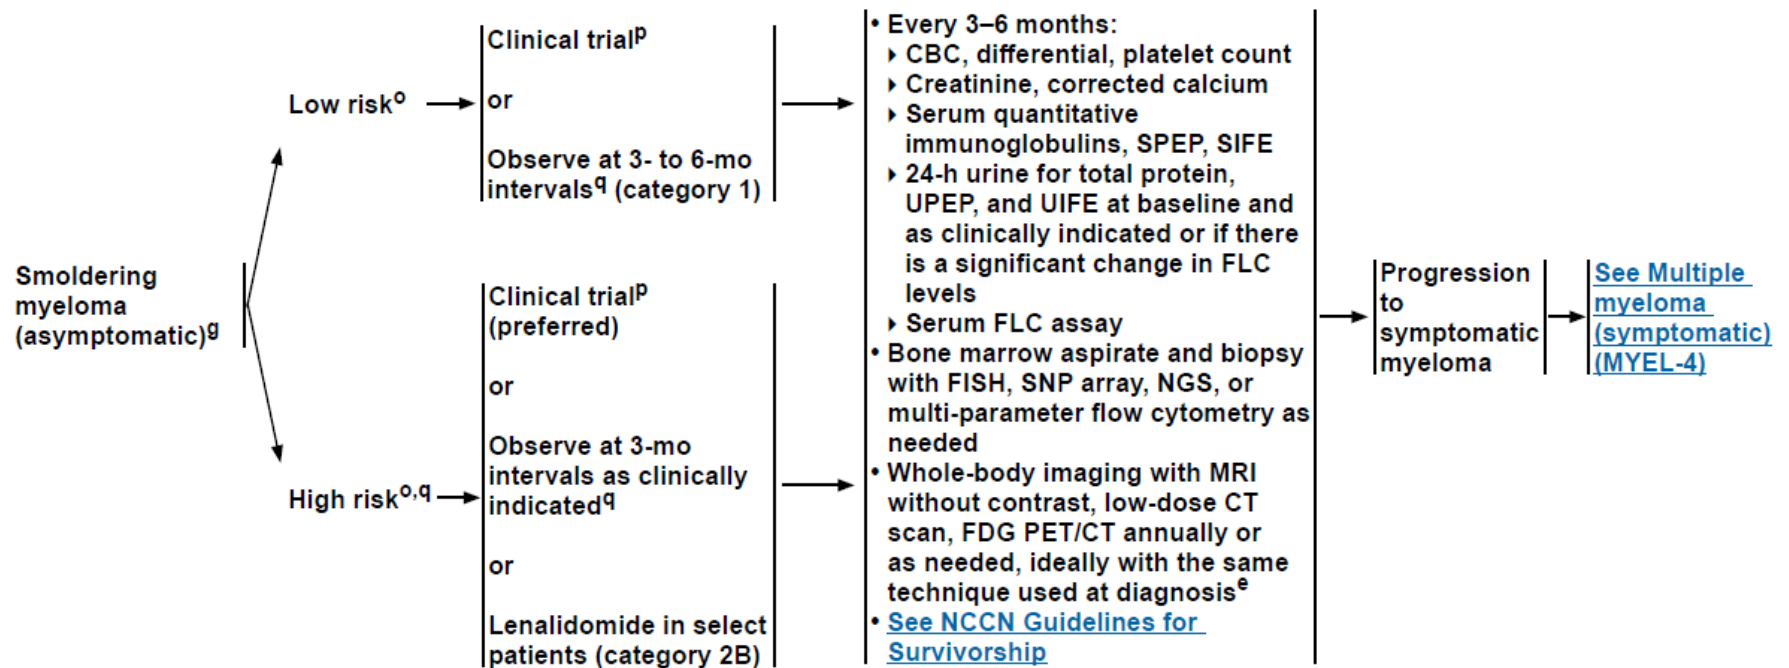 Smoldering
myeloma
(asymptomatic)g
Low risko
Clinical trialp
or
Observe at 3- to 6-mo
intervalsq (category 1)
High risko,q
Clinical trialp
(preferred)
or
Observe at 3-mo
intervals as clinically
indicatedq
or
Lenalidomide in select
patients (category 2B)
• Every 3–6 months:
‣ CBC, differential, platelet count
‣ Creatinine, corrected calcium
‣ Serum quantitative
immunoglobulins, SPEP, SIFE
‣ 24-h urine for total protein,
UPEP, and UIFE at baseline and
as clinically indicated or if there
is a significant change in FLC
levels
‣ Serum FLC assay
• Bone marrow aspirate and biopsy
with FISH, SNP array, NGS, or
multi-parameter flow cytometry as
needed
• Whole-body imaging with MRI
without contrast, low-dose CT
scan, FDG PET/CT annually or
as needed, ideally with the same
technique used at diagnosise
• See NCCN Guidelines for
Survivorship
Progression
to
symptomatic
myeloma
See Multiple
myeloma
(symptomatic)
(MYEL-4)